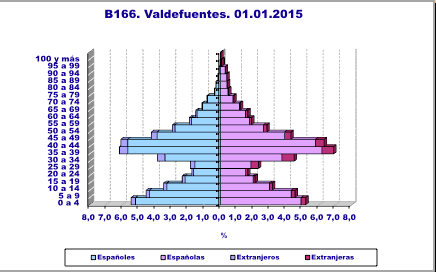 B166. Valdefuentes. 01.01.2015
100 y más
95 a 99
90 a 94
85 a 89
80 a 84
75 a 79
70 a 74
65 a 69
60 a 64
55 a 59
50 a 54
45 a 49
40 a 44
35 a 39
30 a 34
25 a 29
20 a 24
15 a 19
10 a 14
5 a 9
0 a 4
8,0 7,0 6,0 5,0 4,0 3,0 2,0 1,0 0,0 1,0 2,0 3,0 4,0 5,0 6,0 7,0 8,0
%
Españoles Españolas Extranjeros Extranjeras